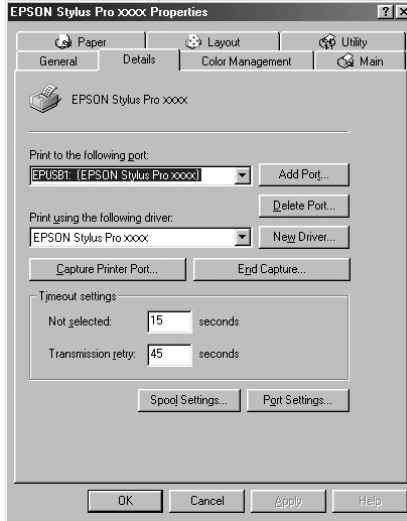 EPSON Stylus Pro xxxx Properties
Paper Layout Utility
General Details Color Management Main
EPSON Stylus Pro xxxx
Print to the following port:
EPUSB1: (EPSON Stylus Pro xxxx) Add Port...
Delete Port...
Print using the following driver:
EPSON Stylus Pro xxxx New Driver...
Capture Printer Port... End Capture...
Timeout settings
Not selected: 15 seconds
Transmission retry: 45 seconds
Spool Settings... Port Settings...
OK Cancel Apply Help